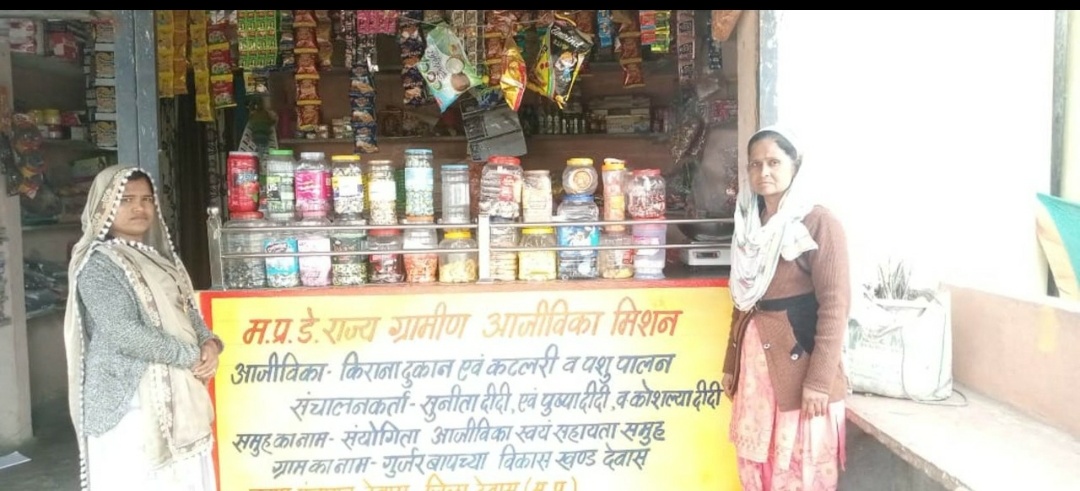 म.प्र.डे.राज्य ग्रामीण आजीविका मिशन
आजीविका- किराना दुकान एवं कटलरी व पशु पालन
संचालनकर्ता- सुनीता दीदी, एवं पुष्पा दीदी, व कोशल्या दीदी
समुह का नाम- संयोगिता आजीविका स्वयं सहायता समुह
ग्राम का नाम- गुर्जर बापच्या विकास खण्ड देवास
देवास जिला देवास (म.प्र.)